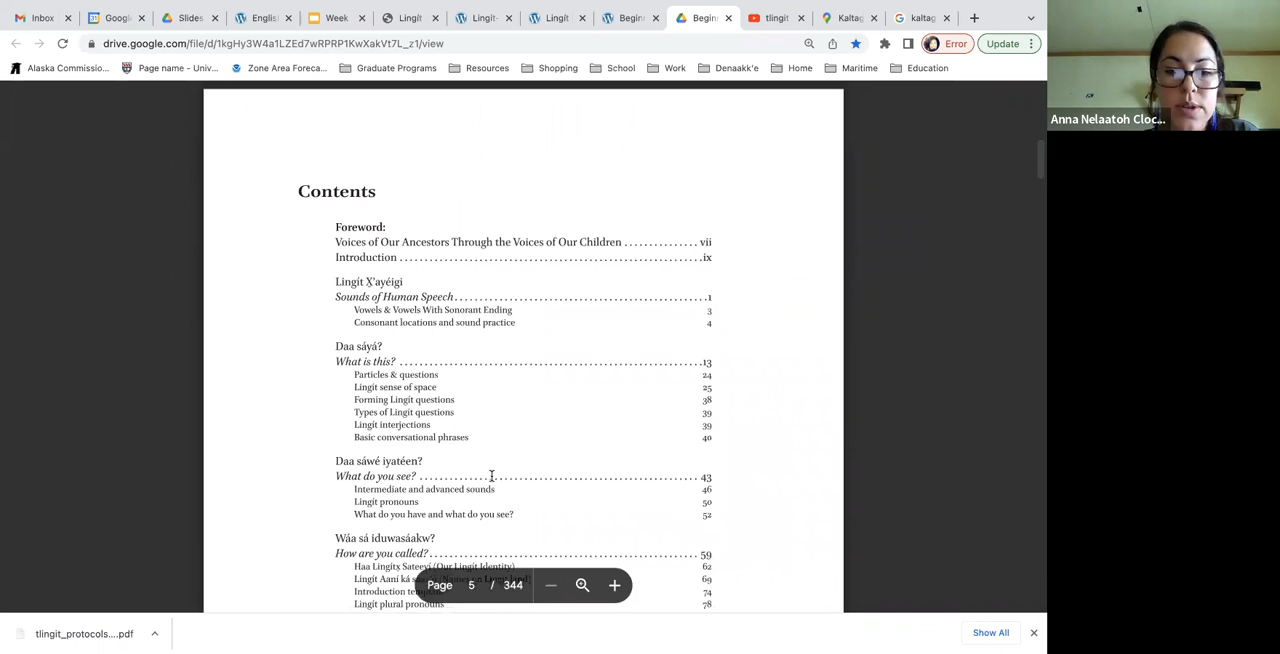 Inbox
Google
Slides
English
Week
Lingít
Lingít-
Lingít
Begin
Begin
tlingit
Kaltag
kaltag
drive.google.com/file/d/1kgHy3W4a1LZEd7wRPRP1KwXakVt7L_z1/view
Error
Update
Alaska Commissio...
Page name - Univ...
Zone Area Foreca...
Graduate Programs
Resources
Shopping
School
Work
Denaakk'e
Home
Maritime
Education
Anna Nelaatoh Cloc...
Contents
Foreword:
Voices of Our Ancestors Through the Voices of Our Children . . . . . . . . . . . . . . . vii
Introduction . . . . . . . . . . . . . . . . . . . . . . . . . . . . . . . . . . . . . . . . . . . . . . . . . . . . . . . . . . . . ix
Lingít X̱'ayéigi
Sounds of Human Speech . . . . . . . . . . . . . . . . . . . . . . . . . . . . . . . . . . . . . . . . . . . . . . . . . 1
Vowels & Vowels With Sonorant Ending 3
Consonant locations and sound practice 4
Daa sáyá?
What is this? . . . . . . . . . . . . . . . . . . . . . . . . . . . . . . . . . . . . . . . . . . . . . . . . . . . . . . . . . . . 13
Particles & questions 24
Lingít sense of space 25
Forming Lingít questions 38
Types of Lingít questions 39
Lingít interjections 39
Basic conversational phrases 40
Daa sáwé iyatéen?
What do you see? . . . . . . . . . . . . . . . . . . . . . . . . . . . . . . . . . . . . . . . . . . . . . . . . . . . . . . . 43
Intermediate and advanced sounds 46
Lingít pronouns 50
What do you have and what do you see? 52
Wáa sá iduwasáakw?
How are you called? . . . . . . . . . . . . . . . . . . . . . . . . . . . . . . . . . . . . . . . . . . . . . . . . . . . . . 59
Haa Lingítx̱ Sateeyí (Our Lingít Identity) 62
Lingít Aaní ká 69
Introduction 74
Lingít plural pronouns 78
Page 5 / 344
tlingit_protocols....pdf
Show All